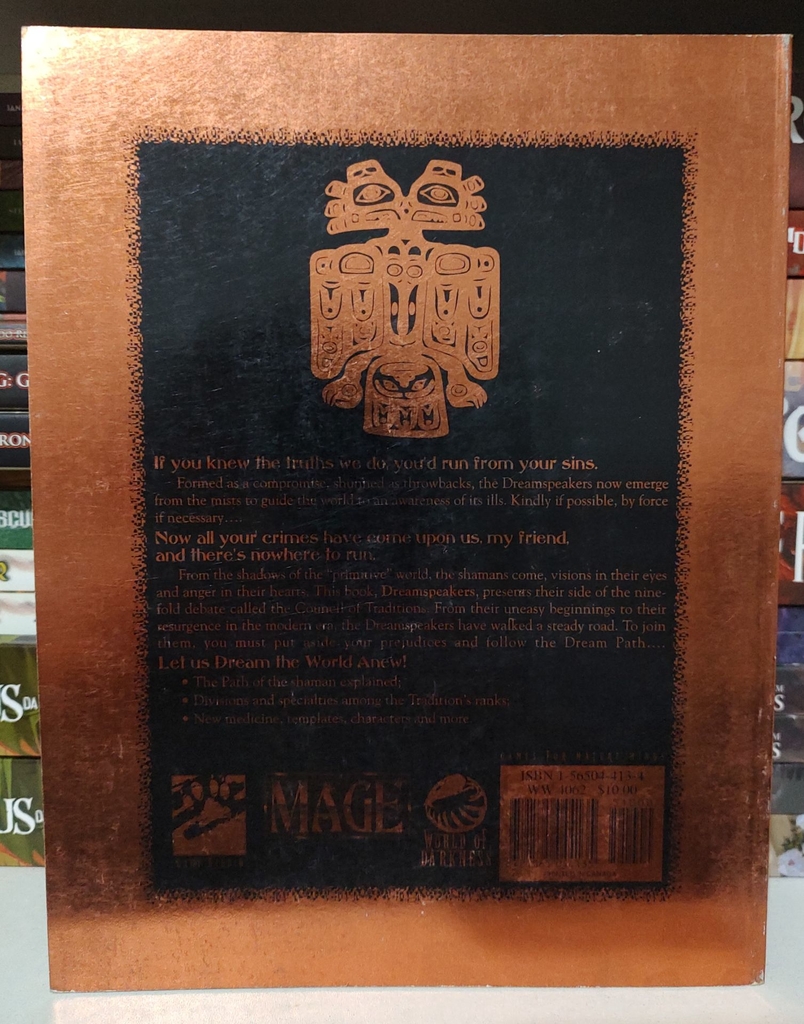 If you knew the truths we do, you'd run from your sins.
Formed as a compromise, shunned as throwbacks, the Dreamspeakers now emerge
from the mists to guide the world to an awareness of its ills. Kindly if possible, by force
if necessary....
Now all your crimes have come upon us, my friend,
and there's nowhere to run.
From the shadows of the "primitive" world, the shamans come, visions in their eyes
and anger in their hearts. This book, Dreamspeakers, presents their side of the nine-
fold debate called the Council of Traditions. From their uneasy beginnings to their
resurgence in the modern era, the Dreamspeakers have walked a steady road. To join
them, you must put aside your prejudices and follow the Dream Path....
Let us Dream the World Anew!
• The Path of the shaman explained;
• Divisions and specialties among the Tradition's ranks;
• New medicine, templates, characters and more.
GAMES FOR MATURE MINDS
ISBN 1-56504-413-4
WW 4062 $10.00
MAGE
WORLD OF
DARKNESS